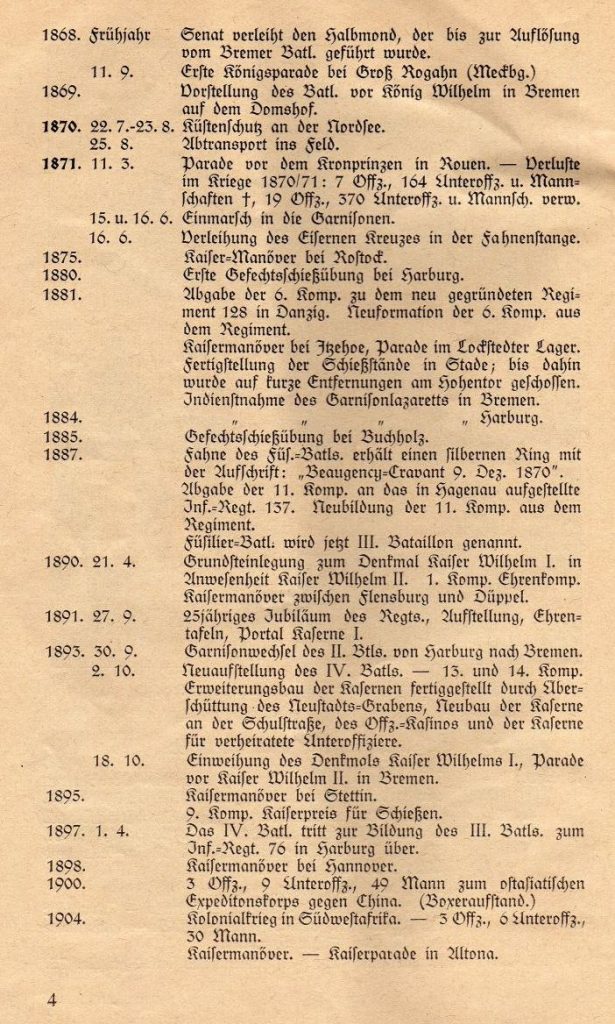 1868. Frühjahr Senat verleiht den Halbmond, der bis zur Auflösung
vom Bremer Batl. geführt wurde.
11. 9. Erste Königsparade bei Groß Rogahn (Meckbg.)
1869. Vorstellung des Batl. vor König Wilhelm in Bremen
auf dem Domshof.
1870. 22. 7.-23. 8. Küstenschutz an der Nordsee.
25. 8. Abtransport ins Feld.
1871. 11. 3. Parade vor dem Kronprinzen in Rouen. — Verluste
im Kriege 1870/71: 7 Offz., 164 Unteroffz. u. Mann-
schaften †, 19 Offz., 370 Unteroffz. u. Mannsch. verw.
15. u. 16. 6. Einmarsch in die Garnisonen.
16. 6. Verleihung des Eisernen Kreuzes in der Fahnenstange.
1875. Kaiser-Manöver bei Rostock.
1880. Erste Gefechtsschießübung bei Harburg.
1881. Abgabe der 6. Komp. zu dem neu gegründeten Regi-
ment 128 in Danzig. Neuformation der 6. Komp. aus
dem Regiment.
Kaisermanöver bei Itzehoe, Parade im Lockstedter Lager.
Fertigstellung der Schießstände in Stade; bis dahin
wurde auf kurze Entfernungen am Hohentor geschossen.
Indienstnahme des Garnisonlazaretts in Bremen.
1884. „ „ „ „ Harburg.
1885. Gefechtsschießübung bei Buchholz.
1887. Fahne des Füs.-Batls. erhält einen silbernen Ring mit
der Aufschrift: „Beaugency-Cravant 9. Dez. 1870".
Abgabe der 11. Komp. an das in Hagenau aufgestellte
Inf.-Regt. 137. Neubildung der 11. Komp. aus dem
Regiment.
Füsilier-Batl. wird jetzt III. Bataillon genannt.
1890. 21. 4. Grundsteinlegung zum Denkmal Kaiser Wilhelm I. in
Anwesenheit Kaiser Wilhelm II. 1. Komp. Ehrenkomp.
Kaisermanöver zwischen Flensburg und Düppel.
1891. 27. 9. 25jähriges Jubiläum des Regts., Aufstellung, Ehren-
tafeln, Portal Kaserne I.
1893. 30. 9. Garnisonwechsel des II. Btls. von Harburg nach Bremen.
2. 10. Neuaufstellung des IV. Batls. — 13. und 14. Komp.
Erweiterungsbau der Kasernen fertiggestellt durch Über-
schüttung des Neustadts-Grabens, Neubau der Kaserne
an der Schulstraße, des Offz.-Kasinos und der Kaserne
für verheiratete Unteroffiziere.
18. 10. Einweihung des Denkmols Kaiser Wilhelms I., Parade
vor Kaiser Wilhelm II. in Bremen.
1895. Kaisermanöver bei Stettin.
9. Komp. Kaiserpreis für Schießen.
1897. 1. 4. Das IV. Batl. tritt zur Bildung des III. Batls. zum
Inf.-Regt. 76 in Harburg über.
1898. Kaisermanöver bei Hannover.
1900. 3 Offz., 9 Unteroffz., 49 Mann zum ostasiatischen
Expeditonskorps gegen China. (Boxeraufstand.)
1904. Kolonialkrieg in Südwestafrika. — 3 Offz., 6 Unteroffz.,
30 Mann.
Kaisermanöver. — Kaiserparade in Altona.
4